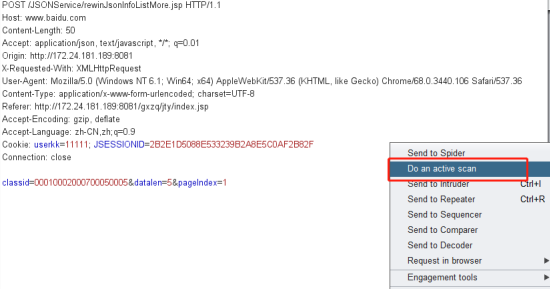 POST /JSONService/rewinJsonInfoListMore.jsp HTTP/1.1
Host: www.baidu.com
Content-Length: 50
Accept: application/json, text/javascript, */*; q=0.01
Origin: http://172.24.181.189:8081
X-Requested-With: XMLHttpRequest
User-Agent: Mozilla/5.0 (Windows NT 6.1; Win64; x64) AppleWebKit/537.36 (KHTML, like Gecko) Chrome/68.0.3440.106 Safari/537.36
Content-Type: application/x-www-form-urlencoded; charset=UTF-8
Referer: http://172.24.181.189:8081/gxzq/jty/index.jsp
Accept-Encoding: gzip, deflate
Accept-Language: zh-CN,zh;q=0.9
Cookie: userkk=11111; JSESSIONID=2B2E1D5088E533239B2A8E5C0AF2B82F
Connection: close
classid=00010002000700050005&datalen=5&pageIndex=1
Send to Spider
Do an active scan
Send to Intruder Ctrl+I
Send to Repeater Ctrl+R
Send to Sequencer
Send to Comparer
Send to Decoder
Request in browser
Engagement tools